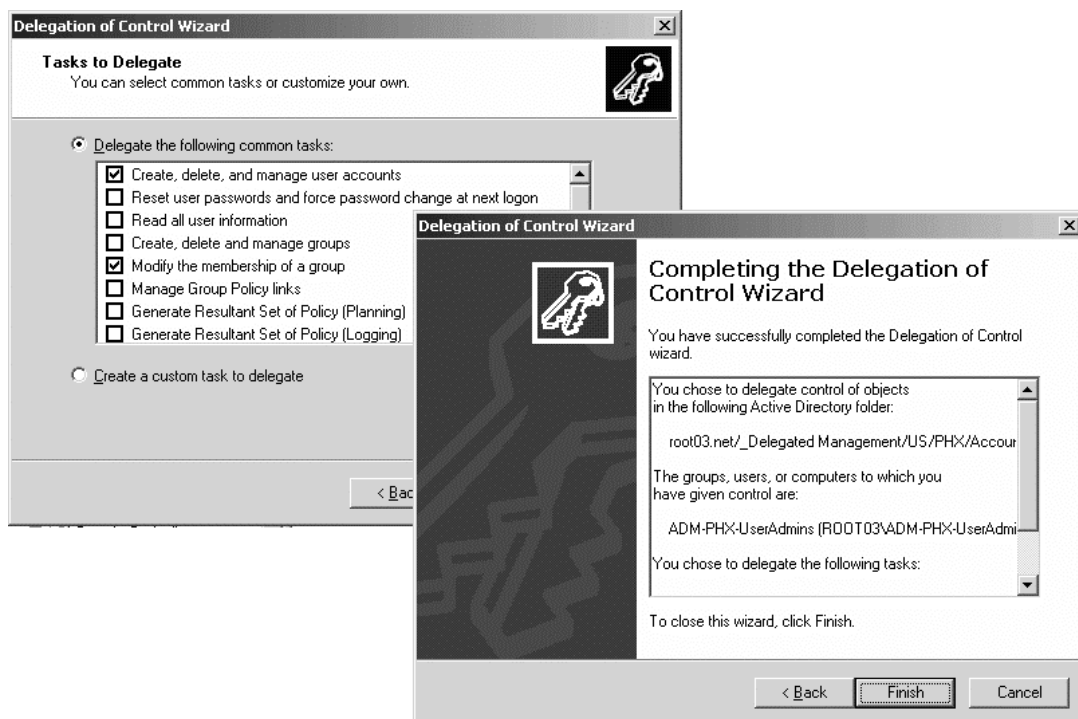 Delegation of Control Wizard
Tasks to Delegate
You can select common tasks or customize your own.
Delegate the following common tasks:
Create, delete, and manage user accounts
Reset user passwords and force password change at next logon
Read all user information
Create, delete and manage groups
Modify the membership of a group
Manage Group Policy links
Generate Resultant Set of Policy (Planning)
Generate Resultant Set of Policy (Logging)
Create a custom task to delegate
< Bac
Delegation of Control Wizard
Completing the Delegation of
Control Wizard
You have successfully completed the Delegation of Control
wizard.
You chose to delegate control of objects
in the following Active Directory folder:
root03.net/_Delegated Management/US/PHX/Accour
The groups, users, or computers to which you
have given control are:
ADM-PHX-UserAdmins (ROOT03\ADM-PHX-UserAdmi
You chose to delegate the following tasks:
To close this wizard, click Finish.
< Back
Finish
Cancel